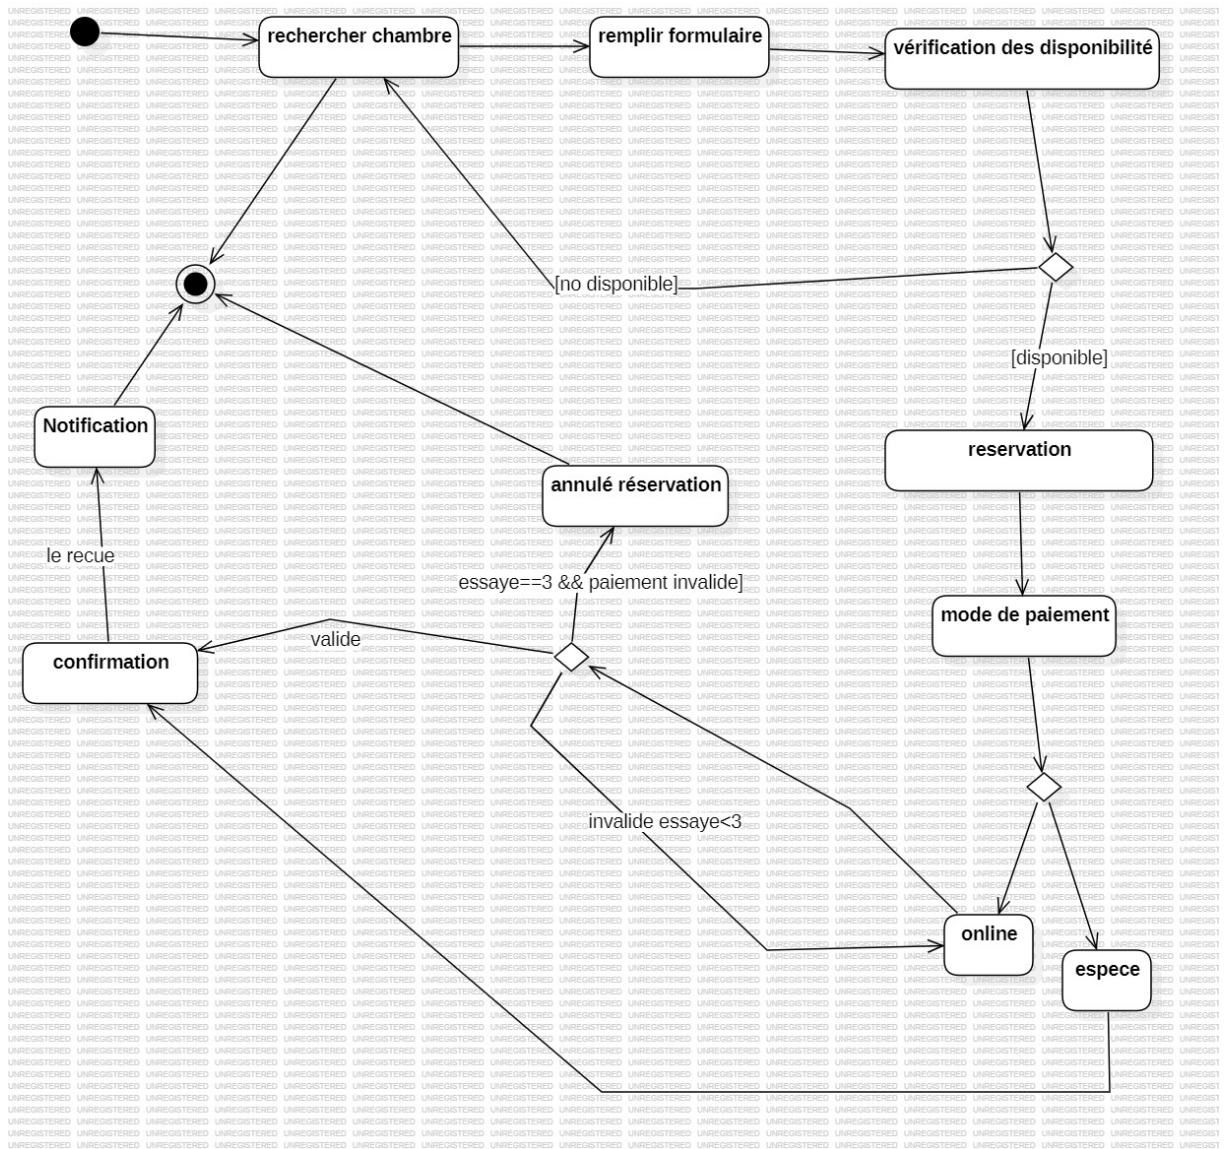 rechercher chambre
remplir formulaire
vérification des disponibilité
[no disponible]
[disponible]
Notification
reservation
annulé réservation
le recue
essaye==3 && paiement invalide]
mode de paiement
valide
confirmation
invalide essaye<3
online
espece
UNREGISTERED